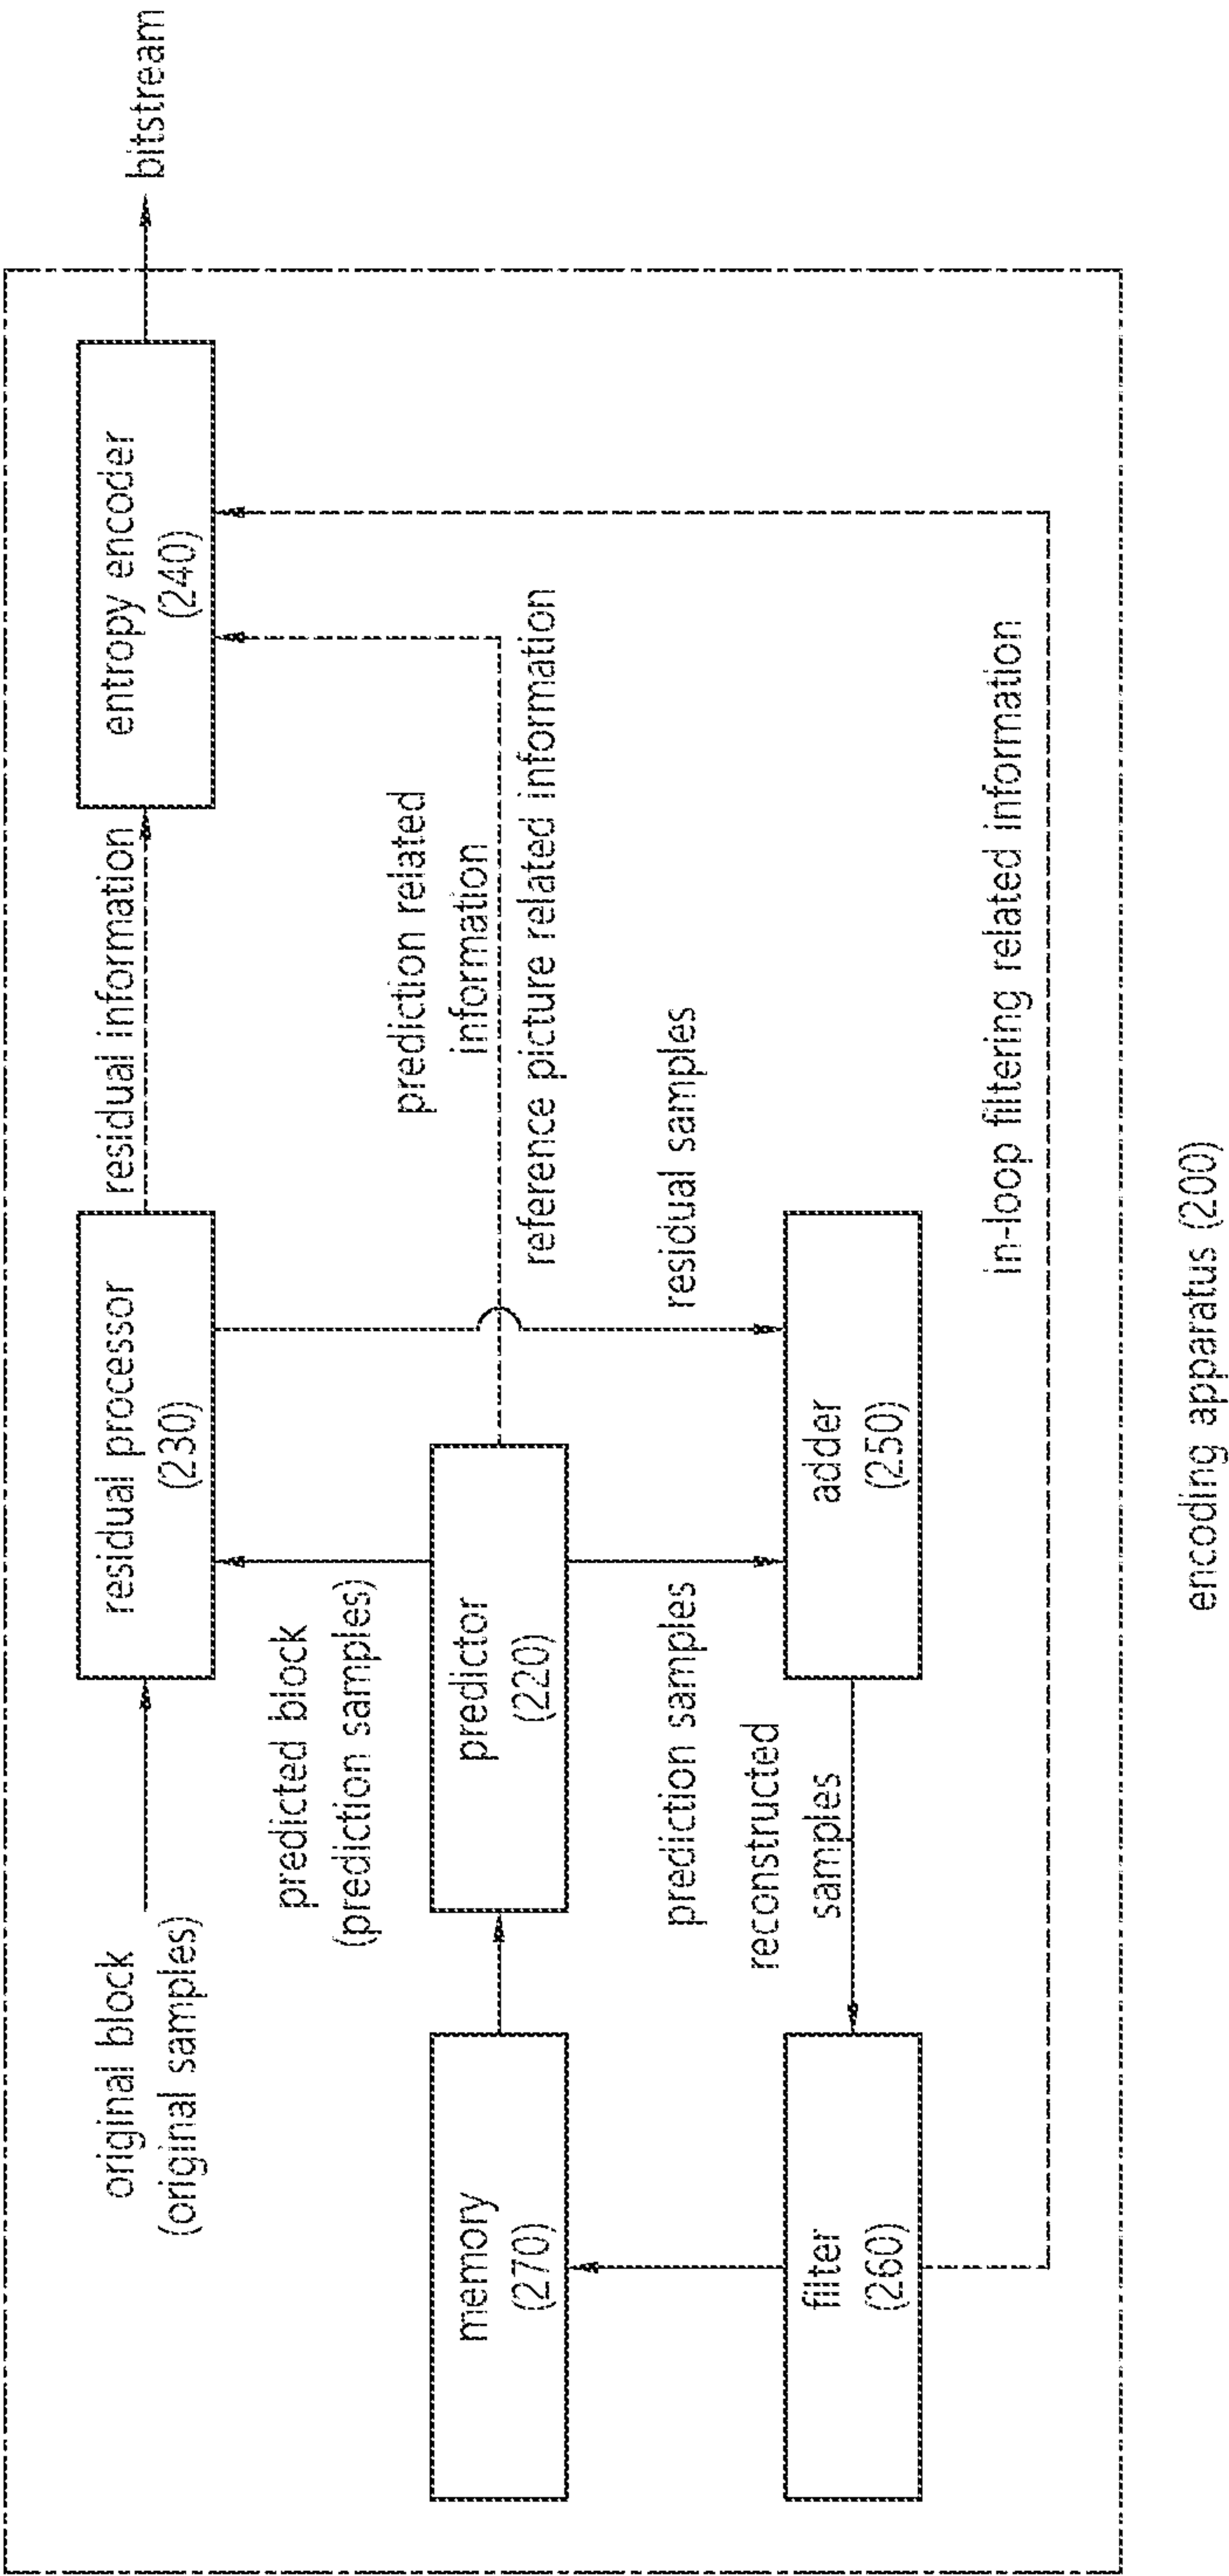 original block
(original samples)
residual processor
(230)
residual information
entropy encoder
(240)
bitstream
predicted block
(prediction samples)
prediction related
information
reference picture related information
memory
(270)
predictor
(220)
prediction samples
residual samples
reconstructed
samples
filter
(260)
adder
(250)
in-loop filtering related information
encoding apparatus (200)